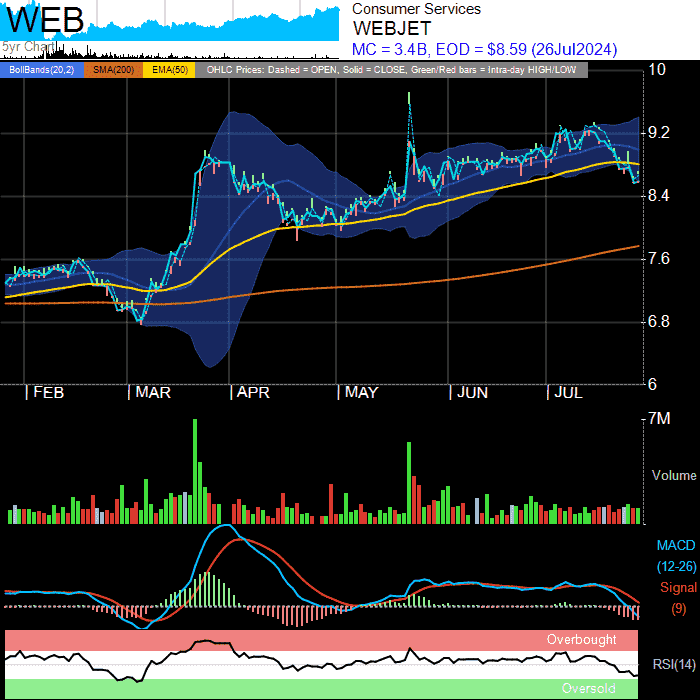 WEB
5yr Chart
Consumer Services
WEBJET
MC = 3.4B, EOD = $8.59 (26Jul2024)
BollBands(20,2) SMA(200) EMA(50) OHLC Prices: Dashed = OPEN, Solid = CLOSE, Green/Red bars = Intra-day HIGH/LOW
10
9.2
8.4
7.6
6.8
6
FEB MAR APR MAY JUN JUL
7M
Volume
MACD
(12-26)
Signal
(9)
Overbought
RSI(14)
Oversold